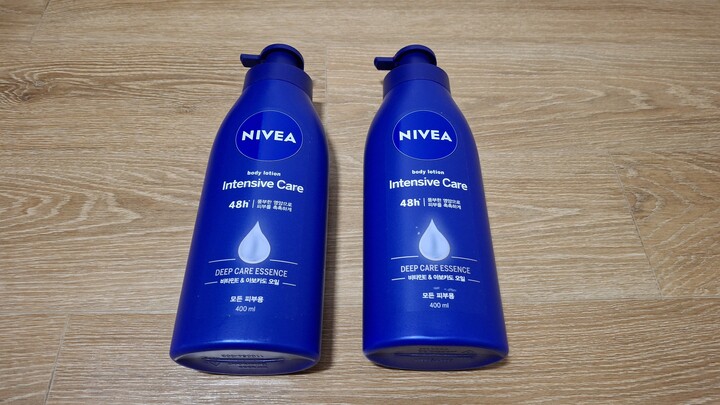 NIVEA
body lotion
Intensive Care
48h*
풍부한 영양으로
피부를 촉촉하게
DEEP CARE ESSENCE
비타민E & 아보카도 오일
모든 피부용
400 ml
NIVEA
body lotion
Intensive Care
48h*
풍부한 영양으로
피부를 촉촉하게
DEEP CARE ESSENCE
비타민E & 아보카도 오일
모든 피부용
400 ml